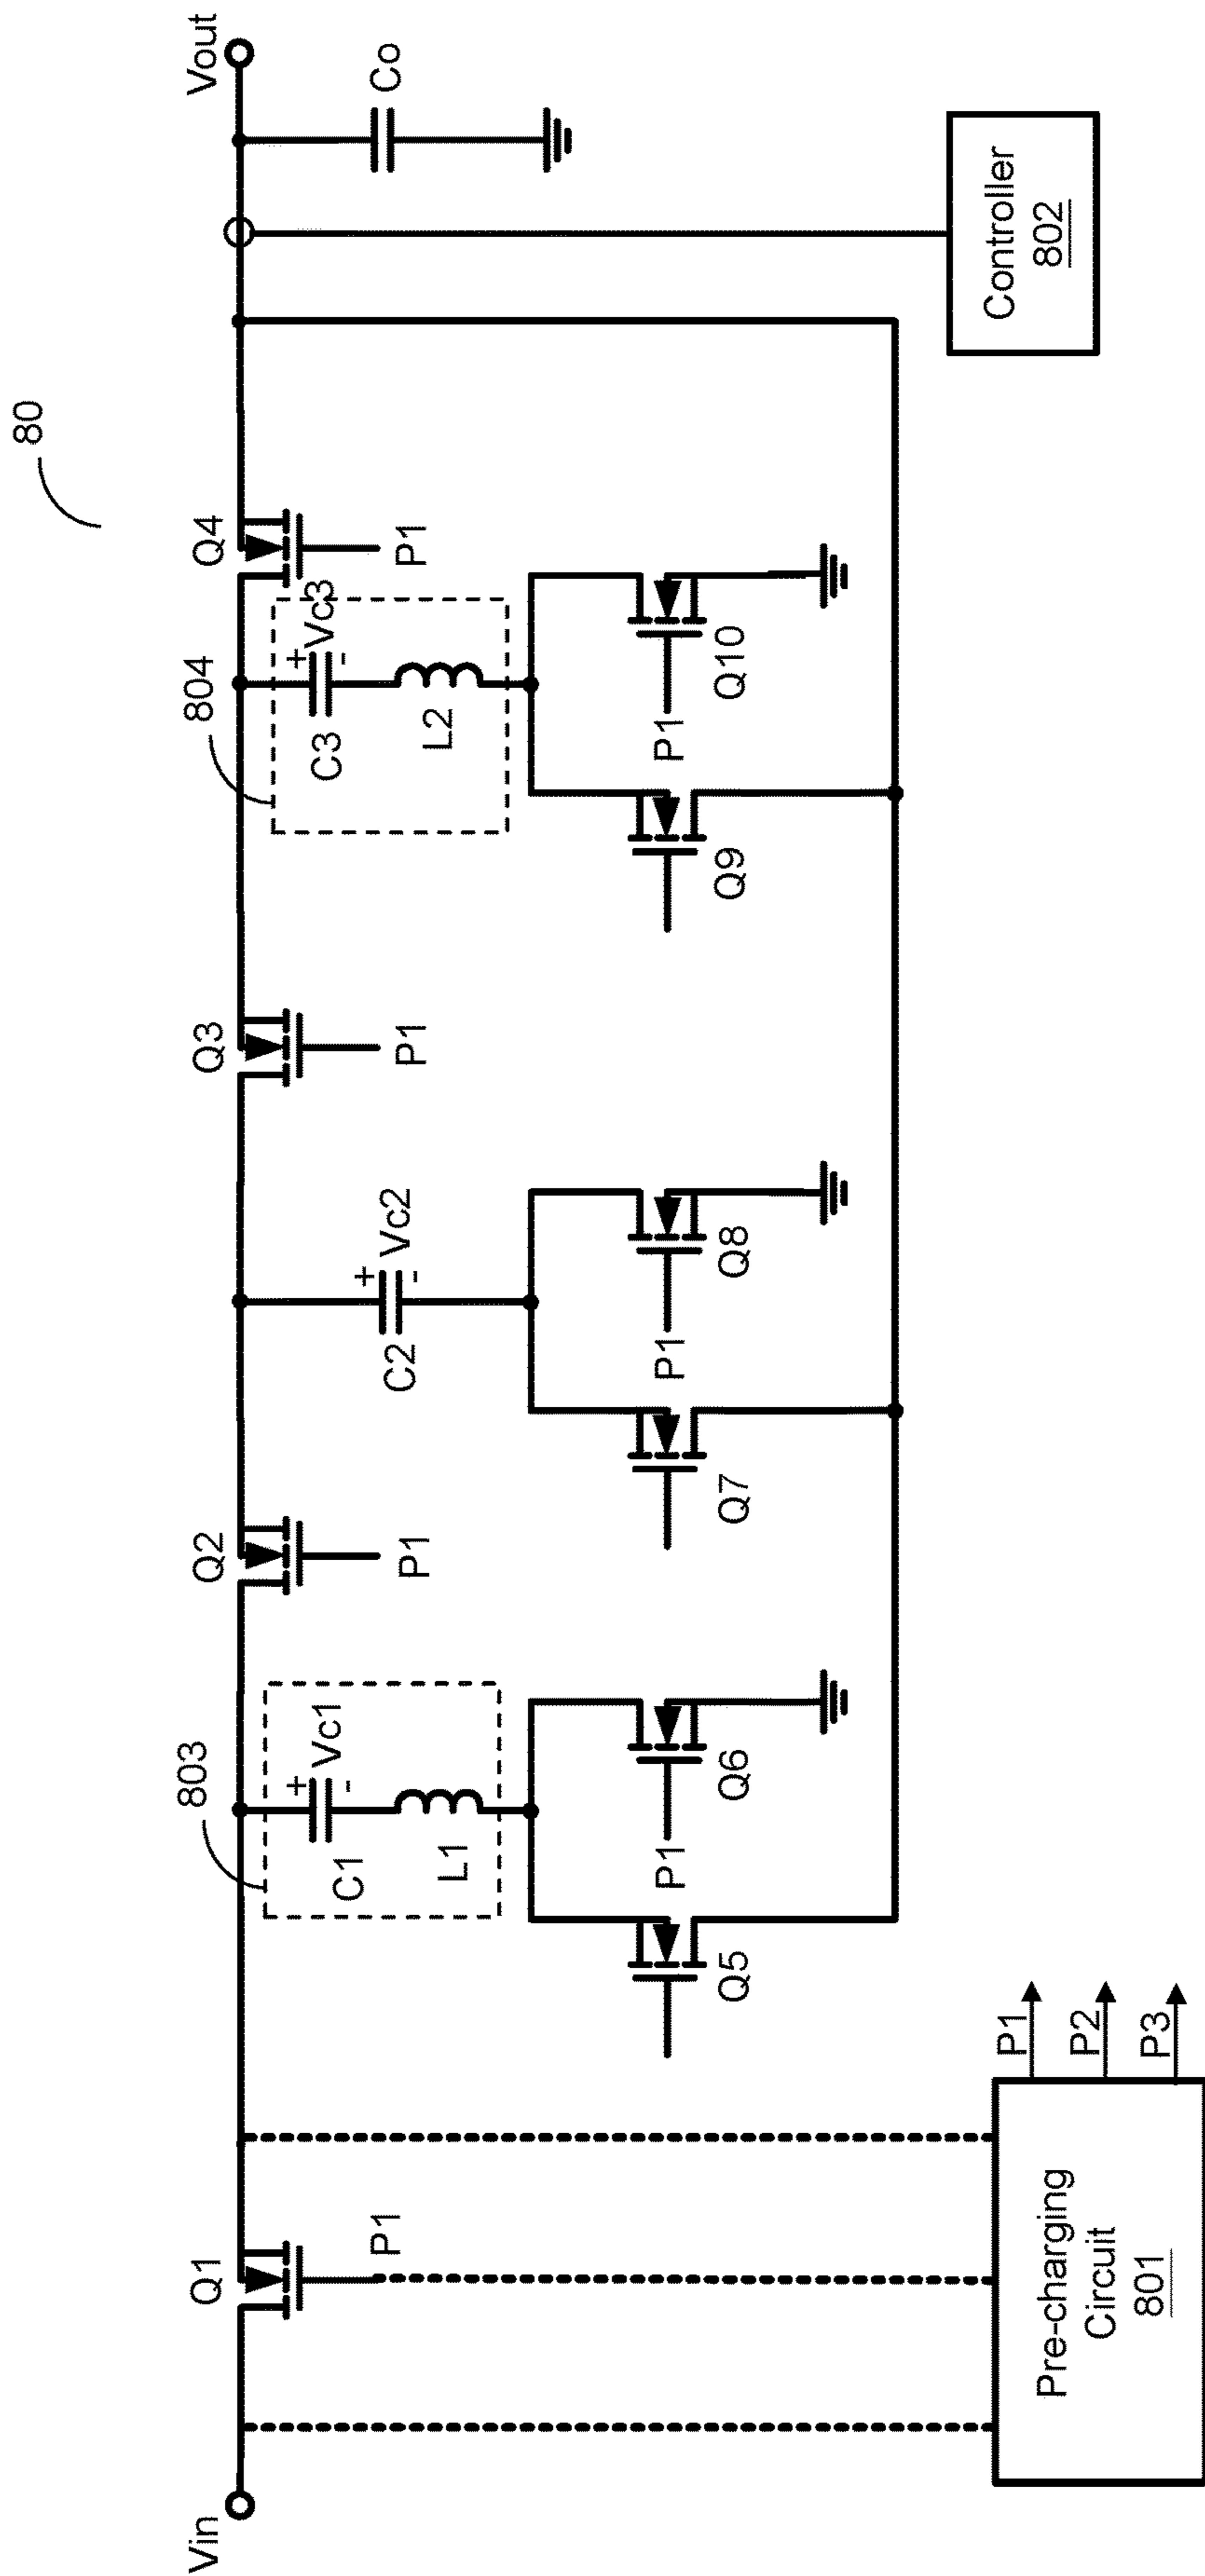 80
Vin
Q1
P1
803
C1
+
Vc1
-
L1
Q2
P1
C2
+
Vc2
-
Q3
P1
804
C3
+
Vc3
-
L2
Q4
P1
Vout
Co
Q5
P1
Q6
Q7
P1
Q8
Q9
P1
Q10
Pre-charging
Circuit
801
P1
P2
P3
Controller
802